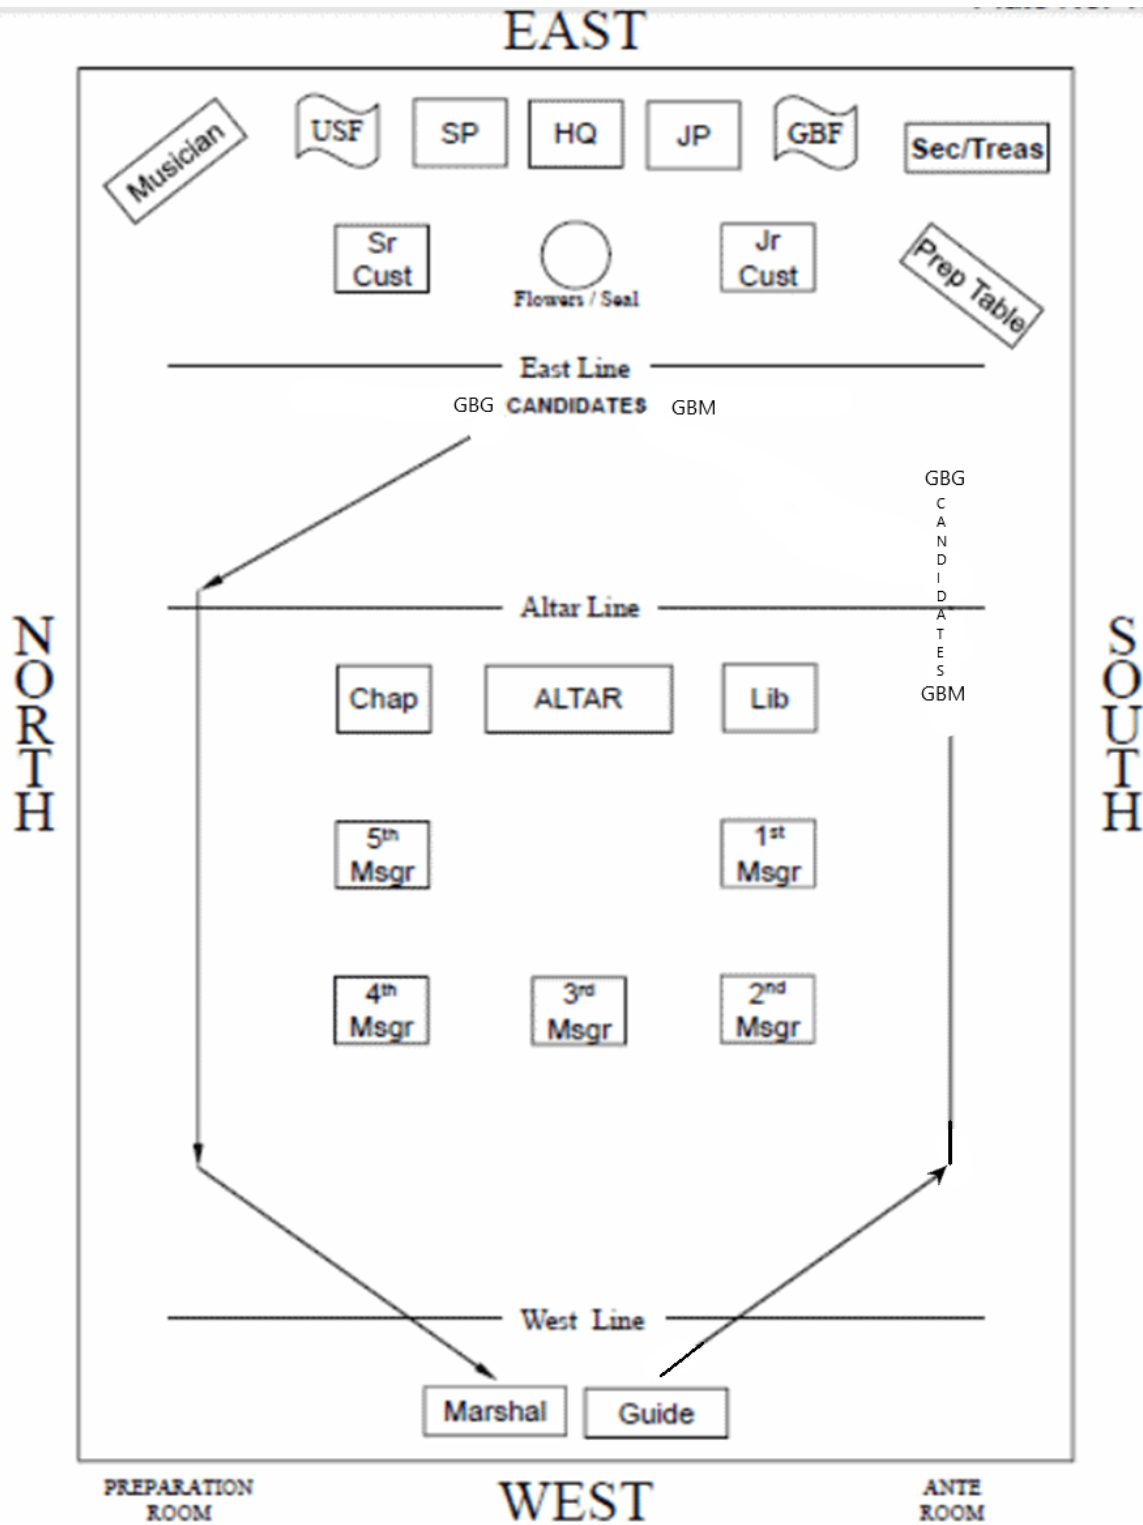 EAST
Musician
USF
SP
HQ
JP
GBF
Sec/Treas
Sr
Cust
Flowers / Seal
Jr
Cust
Prep Table
East Line
GBG CANDIDATES GBM
GBG
CANDIDATES
GBM
Altar Line
NORTH
SOUTH
Chap
ALTAR
Lib
5th
Msgr
1st
Msgr
4th
Msgr
3rd
Msgr
2nd
Msgr
West Line
Marshal
Guide
PREPARATION
ROOM
WEST
ANTE
ROOM